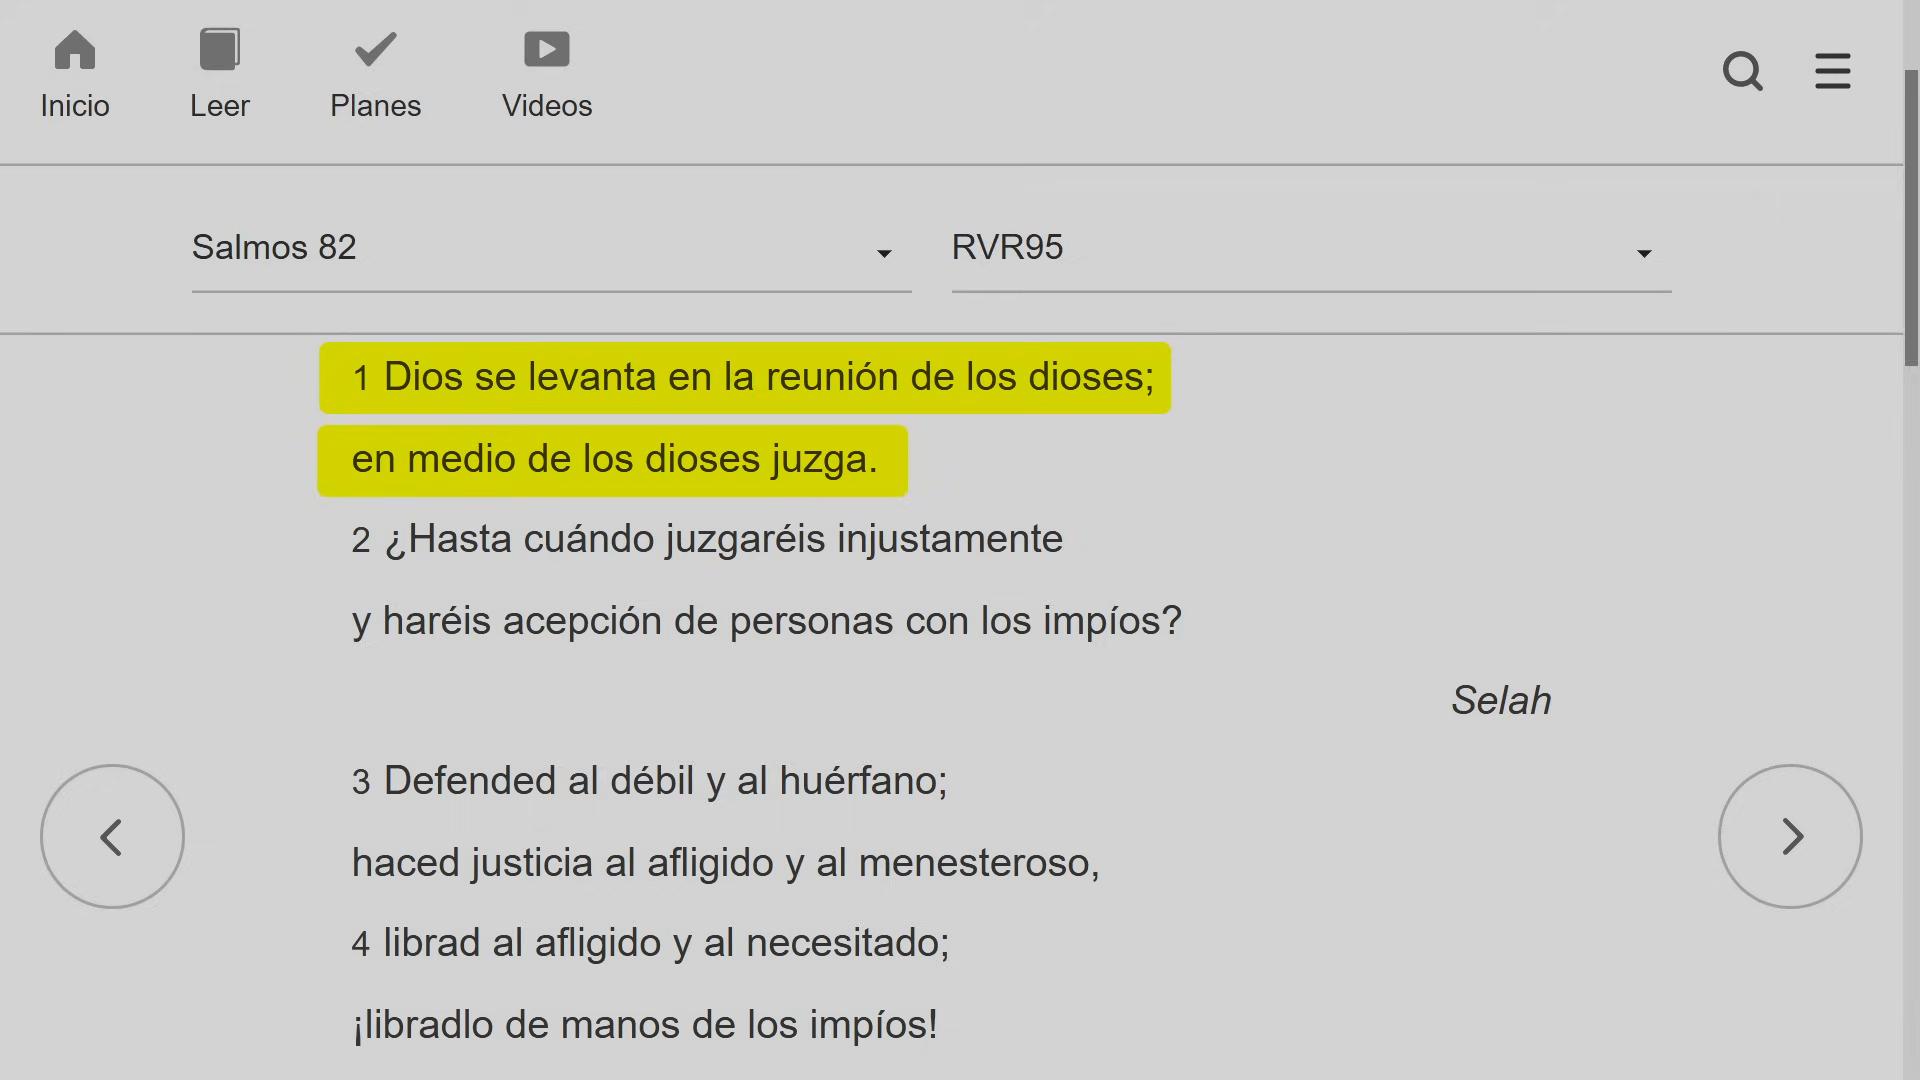 Inicio Leer Planes Videos
Salmos 82 RVR95
1 Dios se levanta en la reunión de los dioses;
en medio de los dioses juzga.
2 ¿Hasta cuándo juzgaréis injustamente
y haréis acepción de personas con los impíos?
Selah
3 Defended al débil y al huérfano;
haced justicia al afligido y al menesteroso,
4 librad al afligido y al necesitado;
¡libradlo de manos de los impíos!